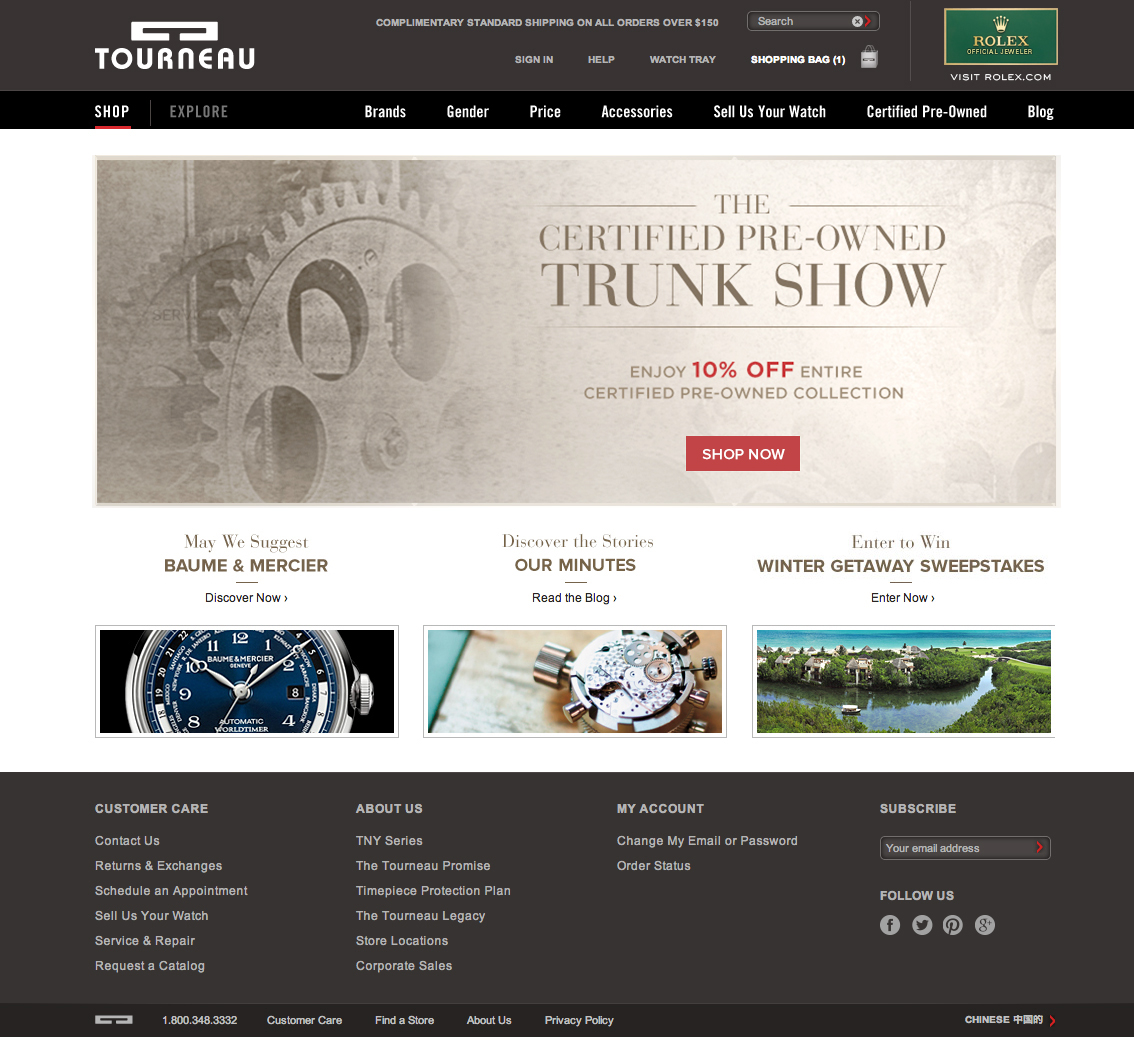 COMPLIMENTARY STANDARD SHIPPING ON ALL ORDERS OVER $150
Search
TOURNEAU
SIGN IN HELP WATCH TRAY SHOPPING BAG (1)
ROLEX
OFFICIAL JEWELER
VISIT ROLEX.COM
SHOP EXPLORE Brands Gender Price Accessories Sell Us Your Watch Certified Pre-Owned Blog
THE
CERTIFIED PRE-OWNED
TRUNK SHOW
ENJOY 10% OFF ENTIRE
CERTIFIED PRE-OWNED COLLECTION
SHOP NOW
May We Suggest
BAUME & MERCIER
Discover Now ›
Discover the Stories
OUR MINUTES
Read the Blog ›
Enter to Win
WINTER GETAWAY SWEEPSTAKES
Enter Now ›
12
BAUME & MERCIER
GENEVE
10
9
8
8
4
AUTOMATIC
WORLDTIMER
CUSTOMER CARE
Contact Us
Returns & Exchanges
Schedule an Appointment
Sell Us Your Watch
Service & Repair
Request a Catalog
ABOUT US
TNY Series
The Tourneau Promise
Timepiece Protection Plan
The Tourneau Legacy
Store Locations
Corporate Sales
MY ACCOUNT
Change My Email or Password
Order Status
SUBSCRIBE
Your email address
FOLLOW US
1.800.348.3332 Customer Care Find a Store About Us Privacy Policy CHINESE 中国的